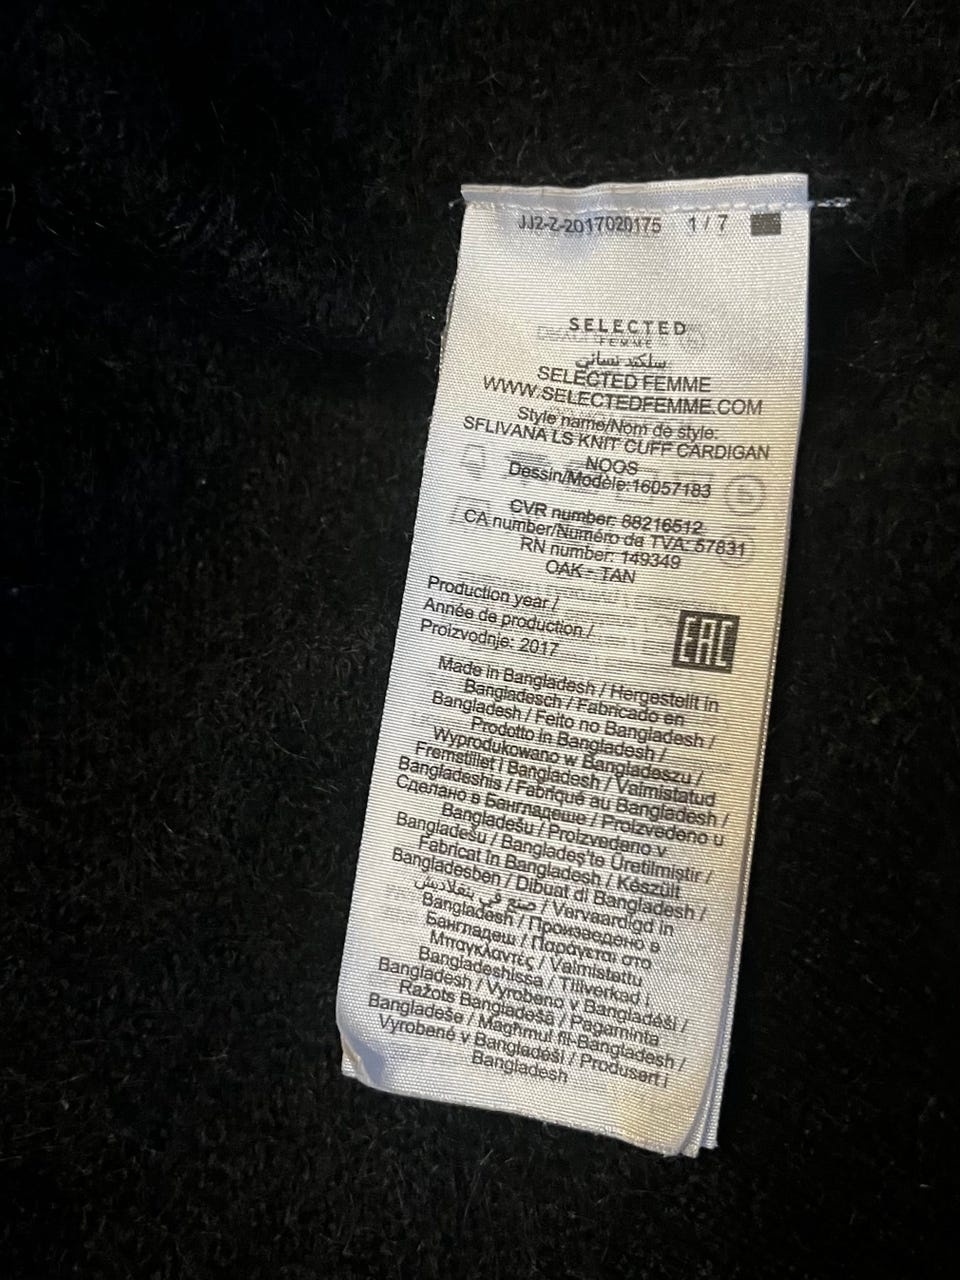 JJ2-Z-2017020175 1 / 7
SELECTED
FEMME
سلكتد نسائي
SELECTED FEMME
WWW.SELECTEDFEMME.COM
Style name/Nom de style:
SFLIVANA LS KNIT CUFF CARDIGAN
NOOS
Dessin/Modèle:16057183
CVR number: 88216512
CA number/Numéro de TVA: 57831
RN number: 149349
OAK - TAN
Production year /
Année de production /
Proizvodnje: 2017
EAC
Made in Bangladesh / Hergestellt in
Bangladesch / Fabricado en
Bangladesh / Feito no Bangladesh /
Prodotto in Bangladesh /
Wyprodukowano w Bangladeszu /
Fremstillet i Bangladesh / Valmistatud
Bangladeshis / Fabriqué au Bangladesh /
Сделано в Бангладеше / Proizvedeno u
Bangladešu / Proizvedeno v
Bangladešu / Bangladeş'te Üretilmiştir /
Fabricat în Bangladesh / Készült
Bangladesben / Dibuat di Bangladesh /
صنع في بنغلاديش / Vervaardigd in
Bangladesh / Произведено в
Бангладеш / Παράγεται στο
Μπαγκλαντές / Valmistettu
Bangladeshissa / Tillverkad i
Bangladesh / Vyrobeno v Bangladéši /
Ražots Bangladešā / Pagaminta
Bangladeše / Magħmul fil-Bangladesh /
Vyrobené v Bangladéši / Produsert i
Bangladesh